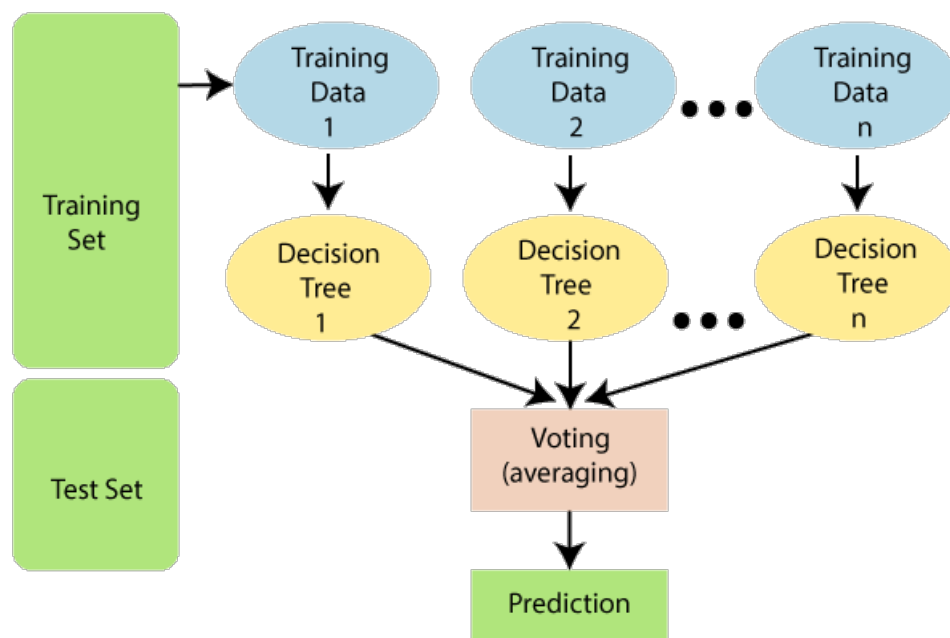 Training
Data
1
Training
Data
2
Training
Data
n
Training
Set
Decision
Tree
1
Decision
Tree
2
Decision
Tree
n
Test Set
Voting
(averaging)
Prediction